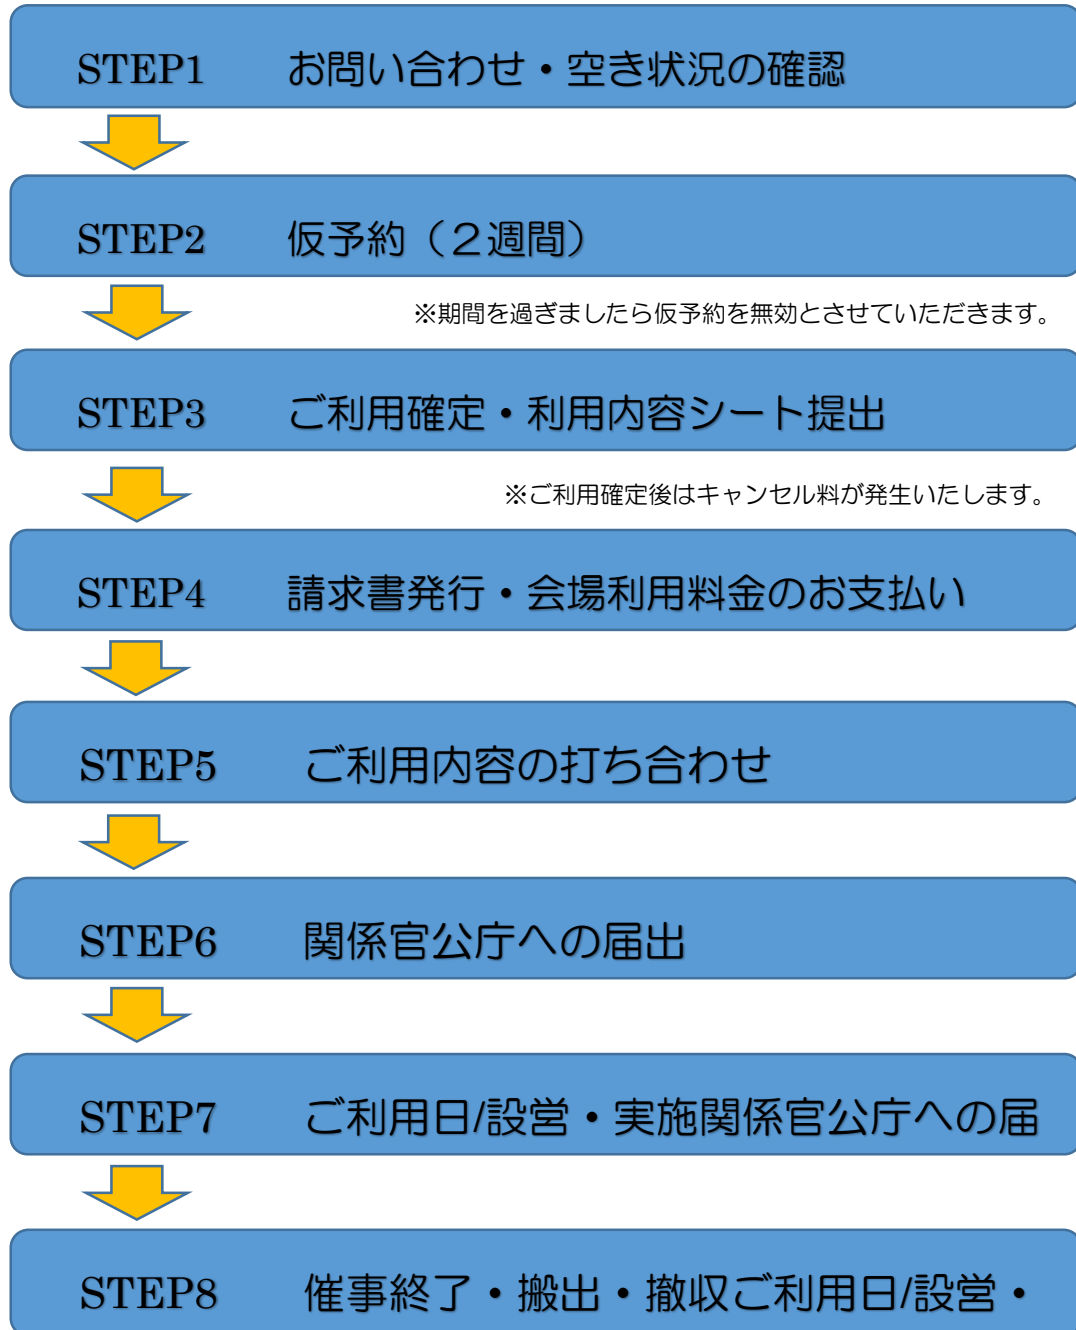 STEP1 お問い合わせ・空き状況の確認
STEP2 仮予約（２週間）
※期間を過ぎましたら仮予約を無効とさせていただきます。
STEP3 ご利用確定・利用内容シート提出
※ご利用確定後はキャンセル料が発生いたします。
STEP4 請求書発行・会場利用料金のお支払い
STEP5 ご利用内容の打ち合わせ
STEP6 関係官公庁への届出
STEP7 ご利用日/設営・実施関係官公庁への届
STEP8 催事終了・搬出・撤収ご利用日/設営・